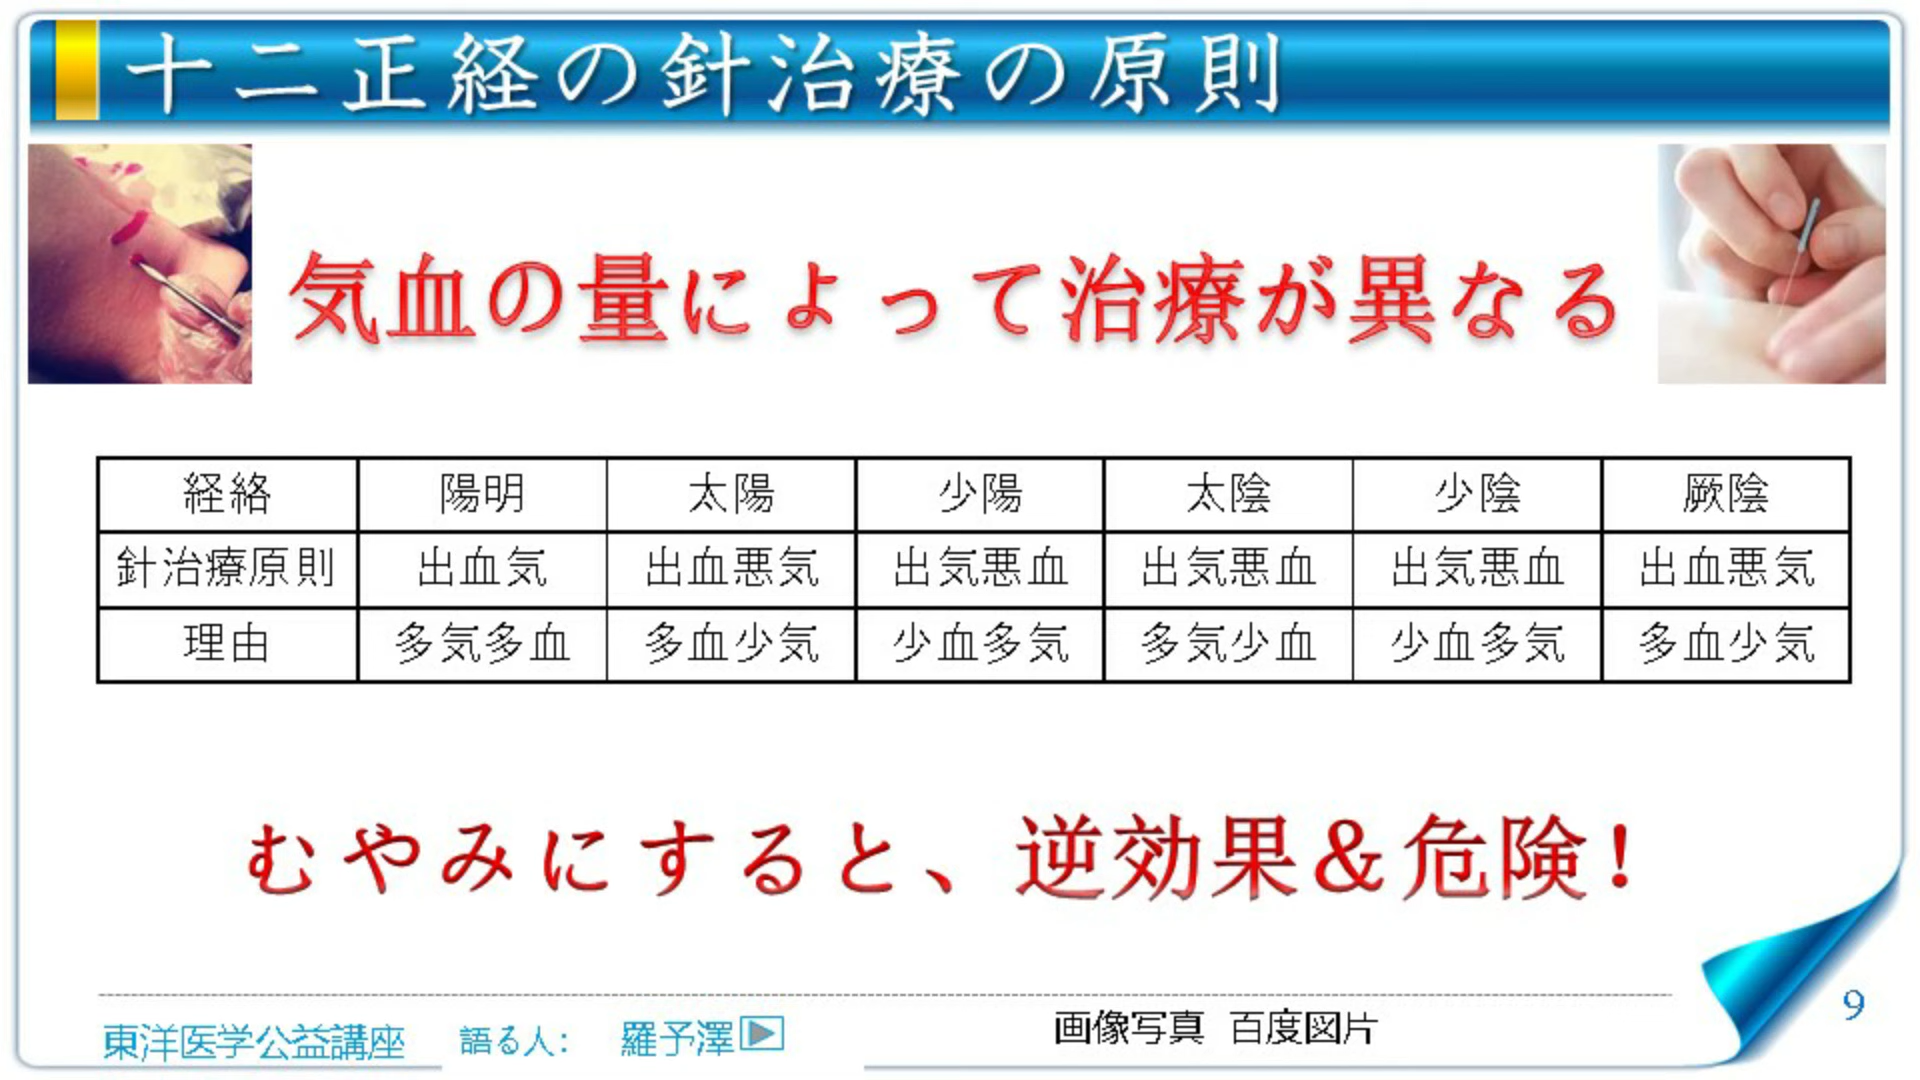 十二正経の針治療の原則
気血の量によって治療が異なる
経絡 陽明 太陽 少陽 太陰 少陰 厥陰
針治療原則 出血気 出血悪気 出気悪血 出気悪血 出気悪血 出血悪気
理由 多気多血 多血少気 少血多気 多気少血 少血多気 多血少気
むやみにすると、逆効果＆危険！
東洋医学公益講座 語る人： 羅予澤 画像写真 百度図片
9